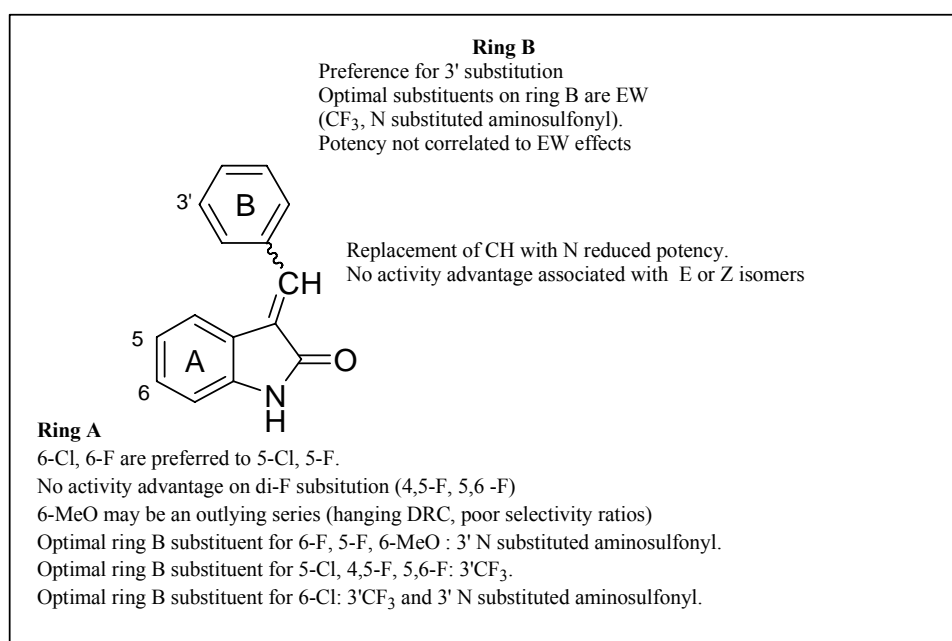 Ring B
Preference for 3' substitution
Optimal substituents on ring B are EW
(CF3, N substituted aminosulfonyl).
Potency not correlated to EW effects
3'
B
Replacement of CH with N reduced potency.
No activity advantage associated with E or Z isomers
CH
5
A
O
6
N
H
Ring A
6-Cl, 6-F are preferred to 5-Cl, 5-F.
No activity advantage on di-F subsitution (4,5-F, 5,6 -F)
6-MeO may be an outlying series (hanging DRC, poor selectivity ratios)
Optimal ring B substituent for 6-F, 5-F, 6-MeO : 3' N substituted aminosulfonyl.
Optimal ring B substituent for 5-Cl, 4,5-F, 5,6-F: 3'CF3.
Optimal ring B substituent for 6-Cl: 3'CF3 and 3' N substituted aminosulfonyl.